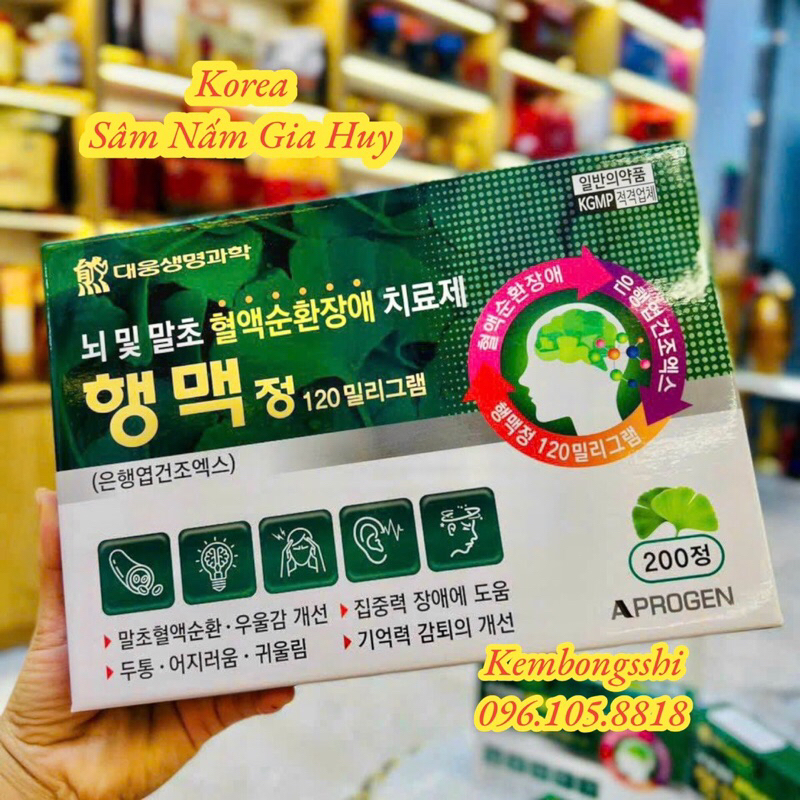 Korea
Sâm Nấm Gia Huy
일반의약품
KGMP 적격업체
대웅생명과학
뇌 및 말초 혈액순환장애 치료제
행맥정 120밀리그램
(은행엽건조엑스)
혈액순환장애
은행엽건조엑스
행맥정 120밀리그램
200정
APROGEN
말초혈액순환·우울감 개선
두통·어지러움·귀울림
집중력 장애에 도움
기억력 감퇴의 개선
Kembongsshi
096.105.8818
행맥